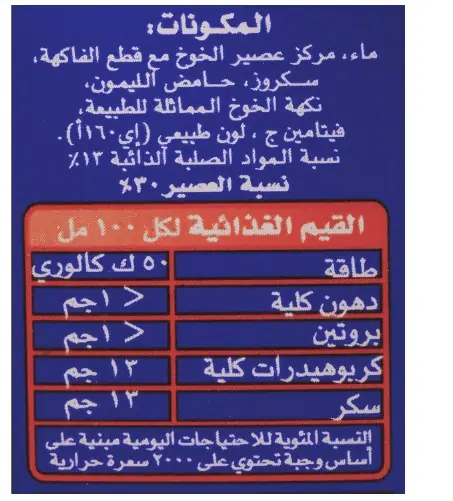 المكونات:
ماء، مركز عصير الخوخ مع قطع الفاكهة،
سكروز، حامض الليمون،
نكهة الخوخ المماثلة للطبيعة،
فيتامين ج ، لون طبيعي (إي١٦٠أ).
نسبة المواد الصلبة الذائبة ١٣٪
نسبة العصير ٣٠٪
القيم الغذائية لكل ١٠٠ مل
طاقة ٥٠ ك كالوري
دهون كلية < ١جم
بروتين < ١جم
كربوهيدرات كلية ١٣ جم
سكر ١٣ جم
النسبة المئوية للاحتياجات اليومية مبنية على
أساس وجبة تحتوي على ٢٠٠٠ سعرة حرارية